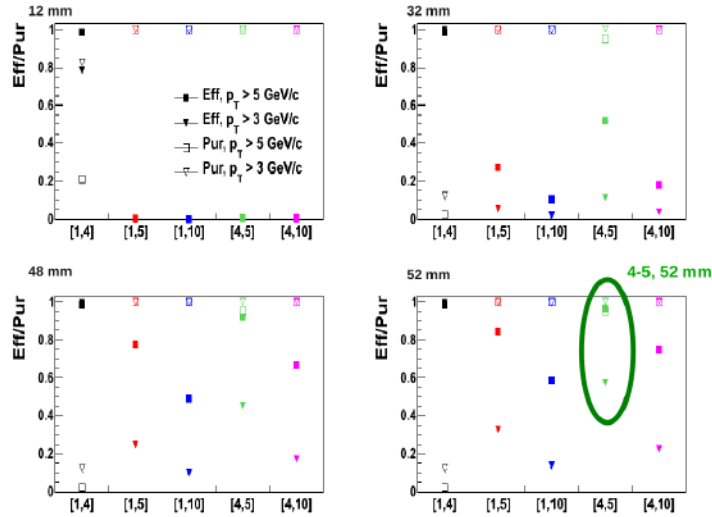 12 mm
32 mm
Eff/Pur
1
0.8
0.6
0.4
0.2
0
Eff, p_T > 5 GeV/c
Eff, p_T > 3 GeV/c
Pur, p_T > 5 GeV/c
Pur, p_T > 3 GeV/c
[1,4] [1,5] [1,10] [4,5] [4,10]
Eff/Pur
1
0.8
0.6
0.4
0.2
0
[1,4] [1,5] [1,10] [4,5] [4,10]
48 mm
52 mm
4-5, 52 mm
Eff/Pur
1
0.8
0.6
0.4
0.2
0
[1,4] [1,5] [1,10] [4,5] [4,10]
Eff/Pur
1
0.8
0.6
0.4
0.2
0
[1,4] [1,5] [1,10] [4,5] [4,10]